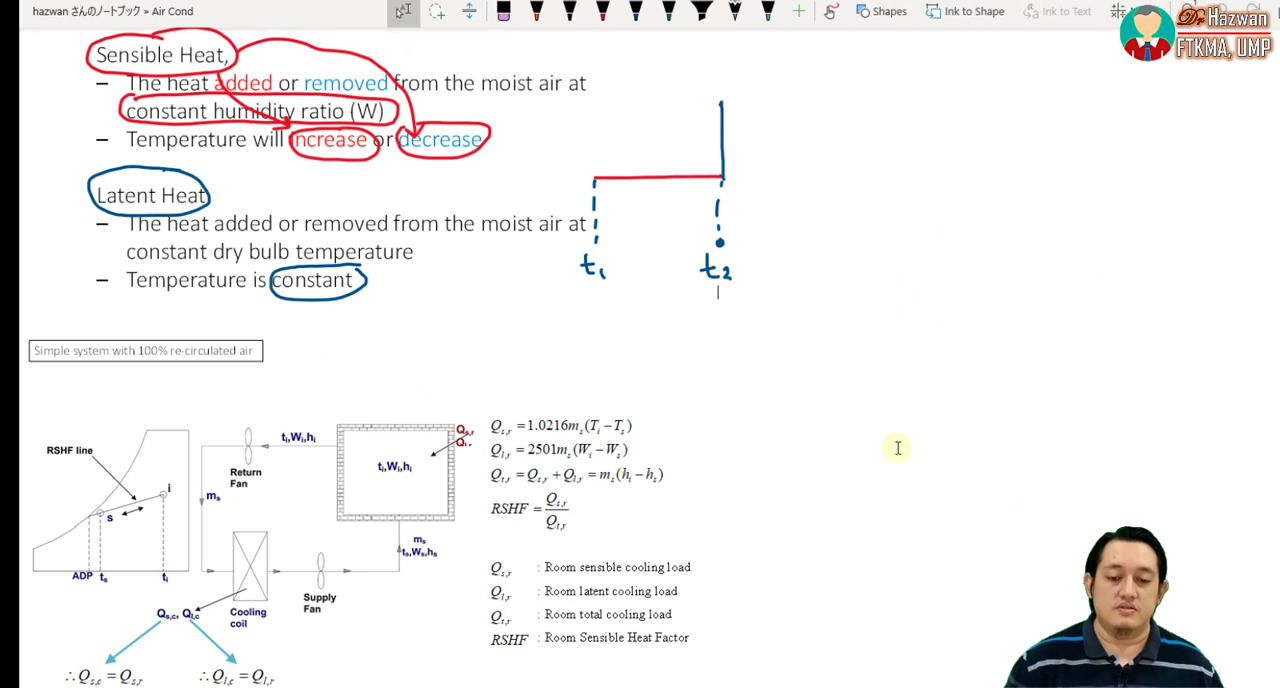 hazwan さんのノートブック » Air Cond
Shapes
Ink to Shape
Ink to Text
Dr Hazwan
FTKMA, UMP
Sensible Heat,
– The heat added or removed from the moist air at
constant humidity ratio (W)
– Temperature will increase or decrease
Latent Heat
– The heat added or removed from the moist air at
constant dry bulb temperature
– Temperature is constant
t₁
t₂
Simple system with 100% re-circulated air
RSHF line
i
s
ADP
tₛ
tᵢ
Return
Fan
tᵢ,Wᵢ,hᵢ
mₛ
tᵢ,Wᵢ,hᵢ
Qs,r
mₛ
tₛ,Wₛ,hₛ
Supply
Fan
Cooling
coil
Qs,c, Ql,c
∴Qs,c = Qs,r
∴Ql,c = Ql,r
Qs,r = 1.0216mₛ(Tᵢ − Tₛ)
Ql,r = 2501mₛ(Wᵢ − Wₛ)
Qt,r = Qs,r + Ql,r = mₛ(hᵢ − hₛ)
RSHF = Qs,r / Qt,r
Qs,r : Room sensible cooling load
Ql,r : Room latent cooling load
Qt,r : Room total cooling load
RSHF : Room Sensible Heat Factor